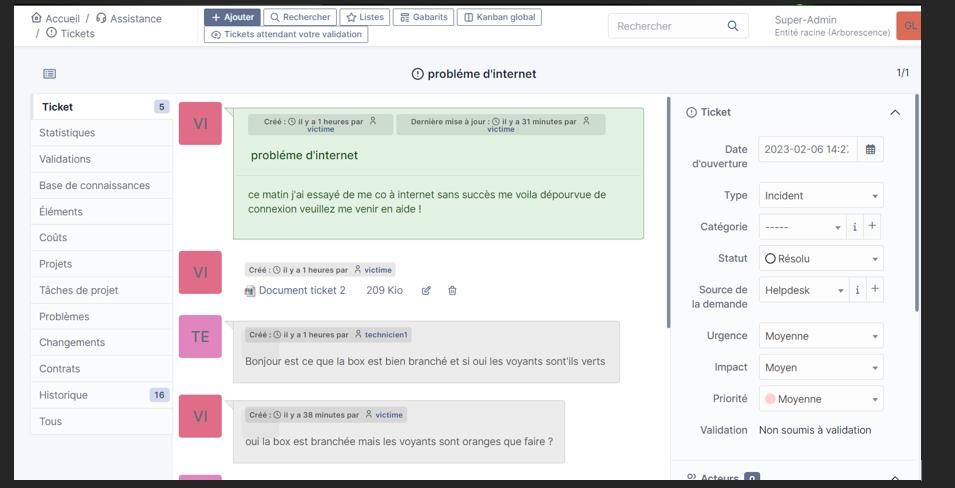 Accueil / Assistance
/ Tickets
+ Ajouter Rechercher Listes Gabarits Kanban global
Tickets attendant votre validation
Rechercher
Super-Admin
Entité racine (Arborescence)
GL
probléme d'internet
1/1
Ticket 5
Statistiques
Validations
Base de connaissances
Éléments
Coûts
Projets
Tâches de projet
Problèmes
Changements
Contrats
Historique 16
Tous
VI
Créé : il y a 1 heures par
victime
Dernière mise à jour : il y a 31 minutes par
victime
probléme d'internet
ce matin j'ai essayé de me co à internet sans succès me voila dépourvue de
connexion veuillez me venir en aide !
VI
Créé : il y a 1 heures par victime
Document ticket 2 209 Kio
TE
Créé : il y a 1 heures par technicien1
Bonjour est ce que la box est bien branché et si oui les voyants sont'ils verts
VI
Créé : il y a 38 minutes par victime
oui la box est branchée mais les voyants sont oranges que faire ?
Ticket
Date
d'ouverture
2023-02-06 14:2
Type Incident
Catégorie ----- i +
Statut Résolu
Source de
la demande
Helpdesk i +
Urgence Moyenne
Impact Moyen
Priorité Moyenne
Validation Non soumis à validation
Acteurs